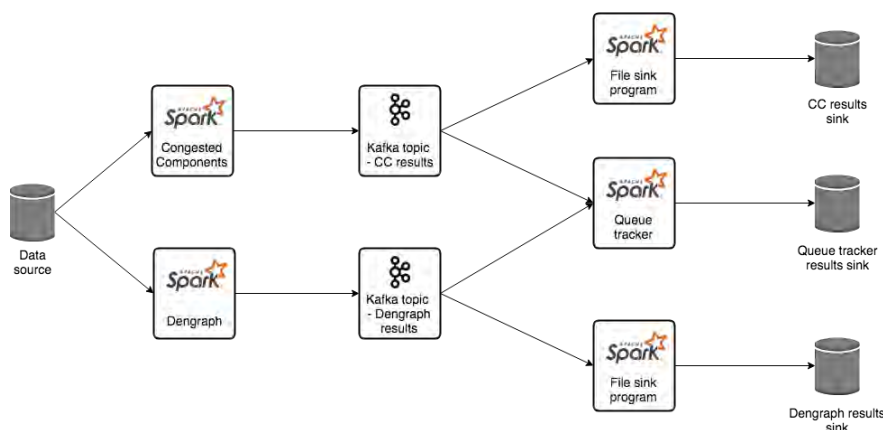 APACHE
Spark
File sink
program
CC results
sink
APACHE
Spark
Congested
Components
Kafka topic
- CC results
APACHE
Spark
Queue
tracker
Queue tracker
results sink
Data
source
APACHE
Spark
Dengraph
Kafka topic
- Dengraph
results
APACHE
Spark
File sink
program
Dengraph results
sink